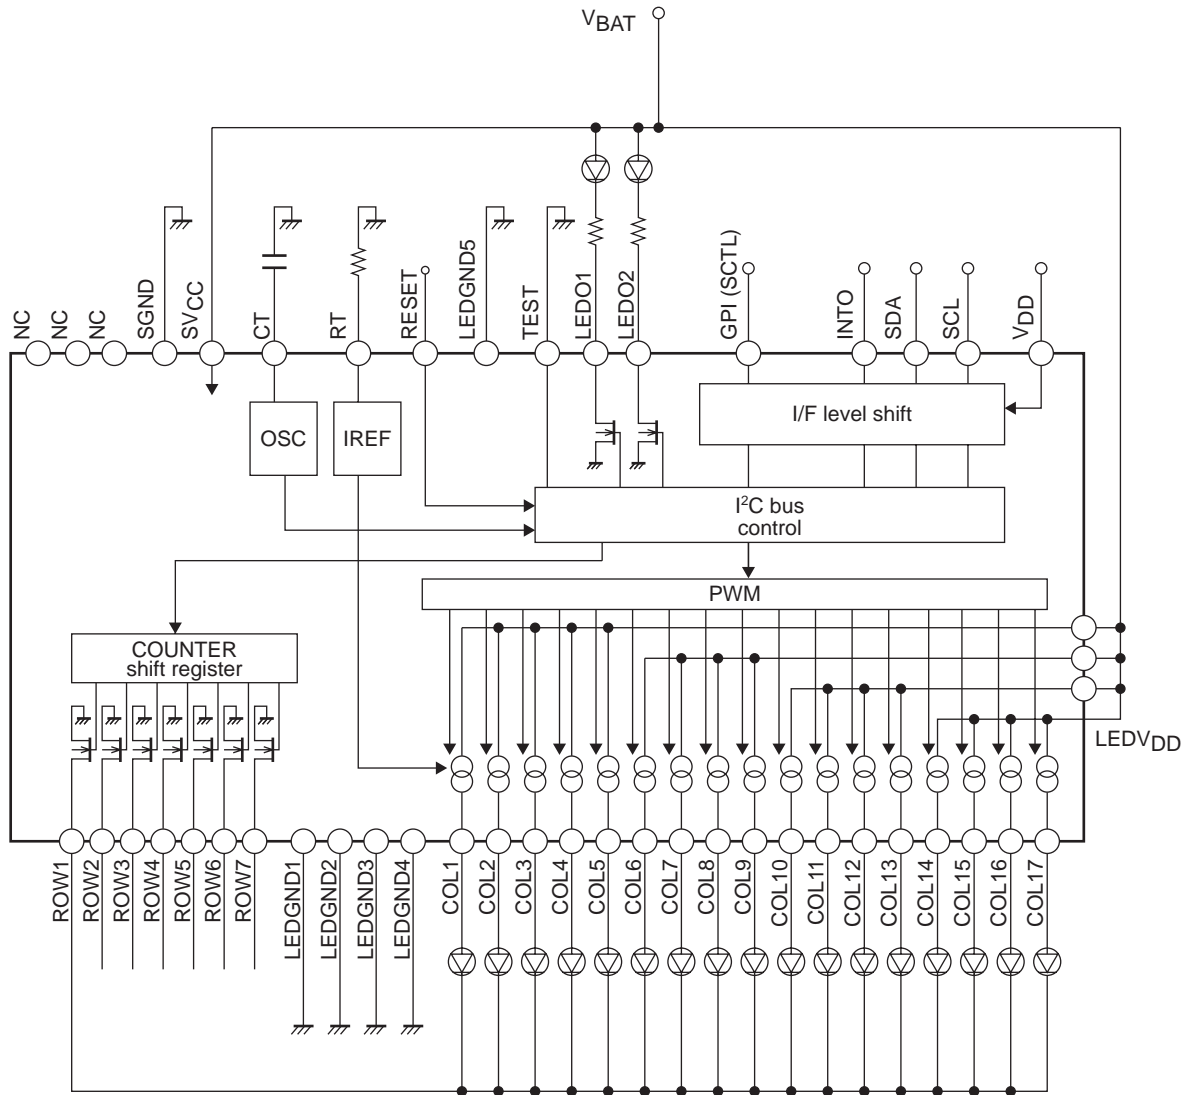 VBAT
NC
NC
NC
SGND
SVCC
CT
RT
RESET
LEDGND5
TEST
LEDO1
LEDO2
GPI (SCTL)
INTO
SDA
SCL
VDD
OSC
IREF
I/F level shift
I²C bus
control
PWM
COUNTER
shift register
LEDVDD
ROW1
ROW2
ROW3
ROW4
ROW5
ROW6
ROW7
LEDGND1
LEDGND2
LEDGND3
LEDGND4
COL1
COL2
COL3
COL4
COL5
COL6
COL7
COL8
COL9
COL10
COL11
COL12
COL13
COL14
COL15
COL16
COL17